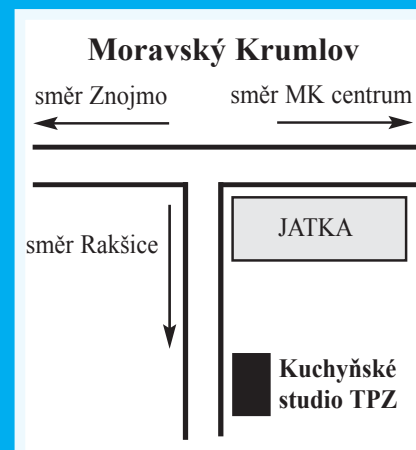 Moravský Krumlov
směr Znojmo
směr MK centrum
JATKA
směr Rakšice
Kuchyňské
studio TPZ